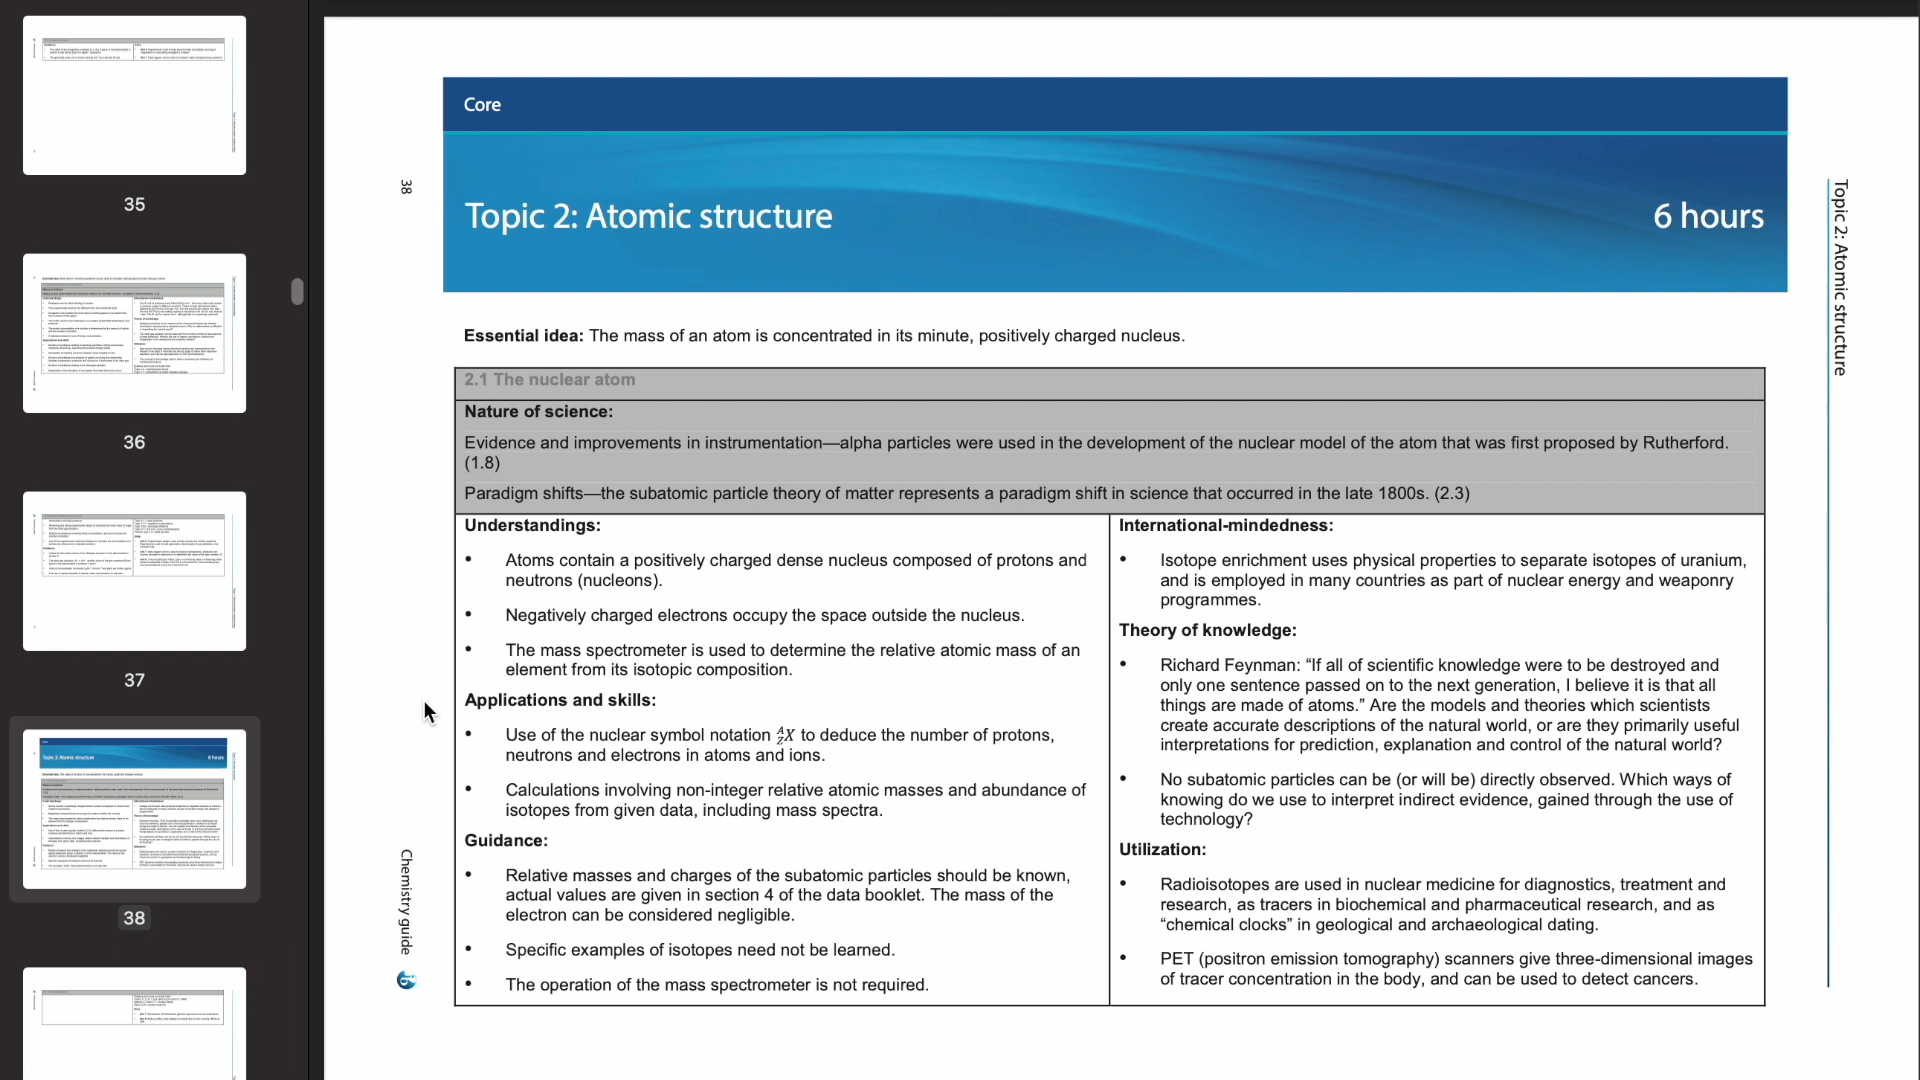 35
36
37
38
Core
38
Topic 2: Atomic structure
6 hours
Topic 2: Atomic structure
Essential idea: The mass of an atom is concentrated in its minute, positively charged nucleus.
2.1 The nuclear atom
Nature of science:
Evidence and improvements in instrumentation—alpha particles were used in the development of the nuclear model of the atom that was first proposed by Rutherford.
(1.8)
Paradigm shifts—the subatomic particle theory of matter represents a paradigm shift in science that occurred in the late 1800s. (2.3)
Understandings:
• Atoms contain a positively charged dense nucleus composed of protons and
neutrons (nucleons).
• Negatively charged electrons occupy the space outside the nucleus.
• The mass spectrometer is used to determine the relative atomic mass of an
element from its isotopic composition.
Applications and skills:
• Use of the nuclear symbol notation ᴬ_ZX to deduce the number of protons,
neutrons and electrons in atoms and ions.
• Calculations involving non-integer relative atomic masses and abundance of
isotopes from given data, including mass spectra.
Guidance:
• Relative masses and charges of the subatomic particles should be known,
actual values are given in section 4 of the data booklet. The mass of the
electron can be considered negligible.
• Specific examples of isotopes need not be learned.
• The operation of the mass spectrometer is not required.
International-mindedness:
• Isotope enrichment uses physical properties to separate isotopes of uranium,
and is employed in many countries as part of nuclear energy and weaponry
programmes.
Theory of knowledge:
• Richard Feynman: “If all of scientific knowledge were to be destroyed and
only one sentence passed on to the next generation, I believe it is that all
things are made of atoms.” Are the models and theories which scientists
create accurate descriptions of the natural world, or are they primarily useful
interpretations for prediction, explanation and control of the natural world?
• No subatomic particles can be (or will be) directly observed. Which ways of
knowing do we use to interpret indirect evidence, gained through the use of
technology?
Utilization:
• Radioisotopes are used in nuclear medicine for diagnostics, treatment and
research, as tracers in biochemical and pharmaceutical research, and as
“chemical clocks” in geological and archaeological dating.
• PET (positron emission tomography) scanners give three-dimensional images
of tracer concentration in the body, and can be used to detect cancers.
Chemistry guide